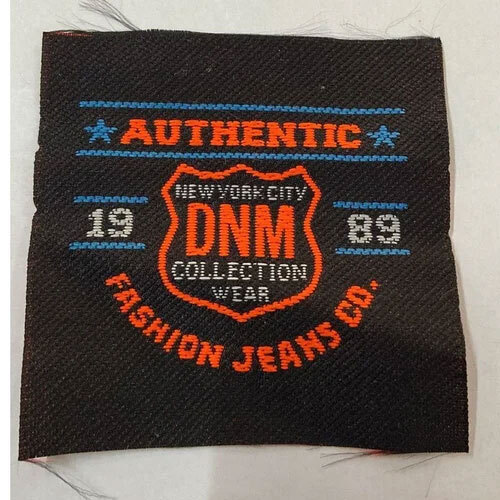 AUTHENTIC
NEW YORK CITY
19 DNM 89
COLLECTION
WEAR
FASHION JEANS CO.